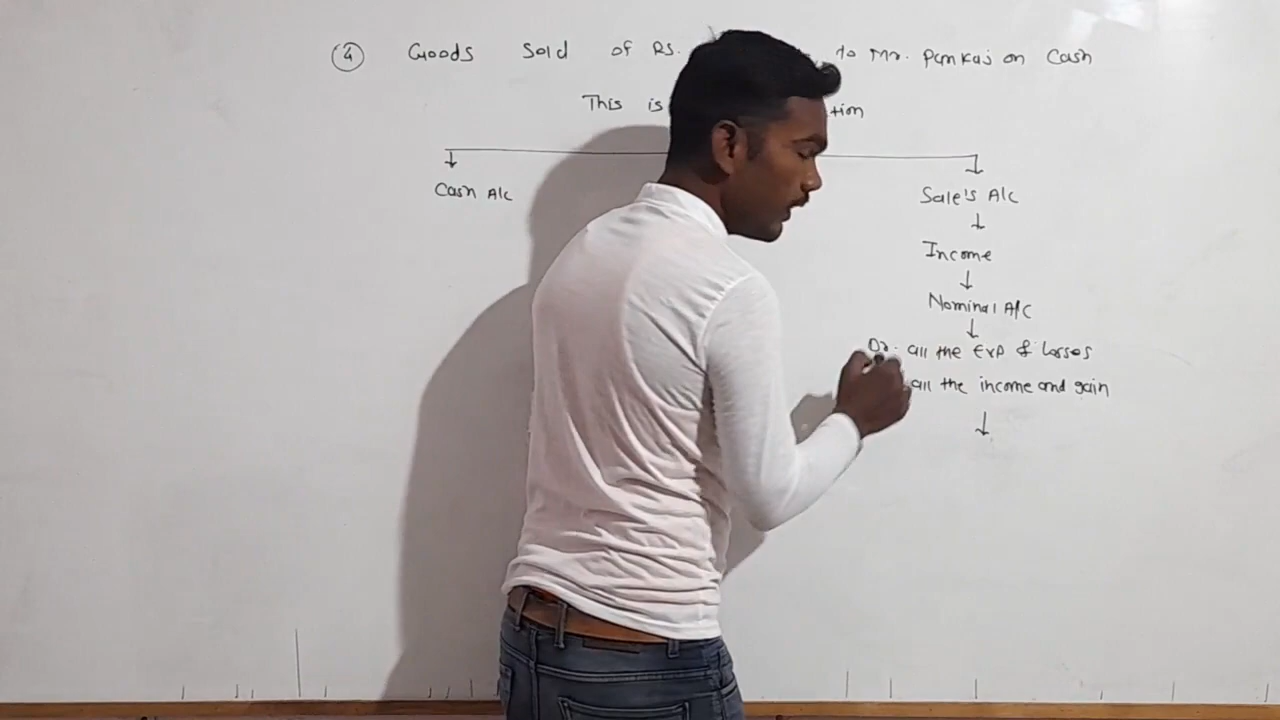 ④ Goods Sold of Rs. to Mr. Pankaj on Cash
This is tion
Cash A/c
Sale's A/c
Income
Nominal A/c
Dr. all the Exp & losses
all the income and gain